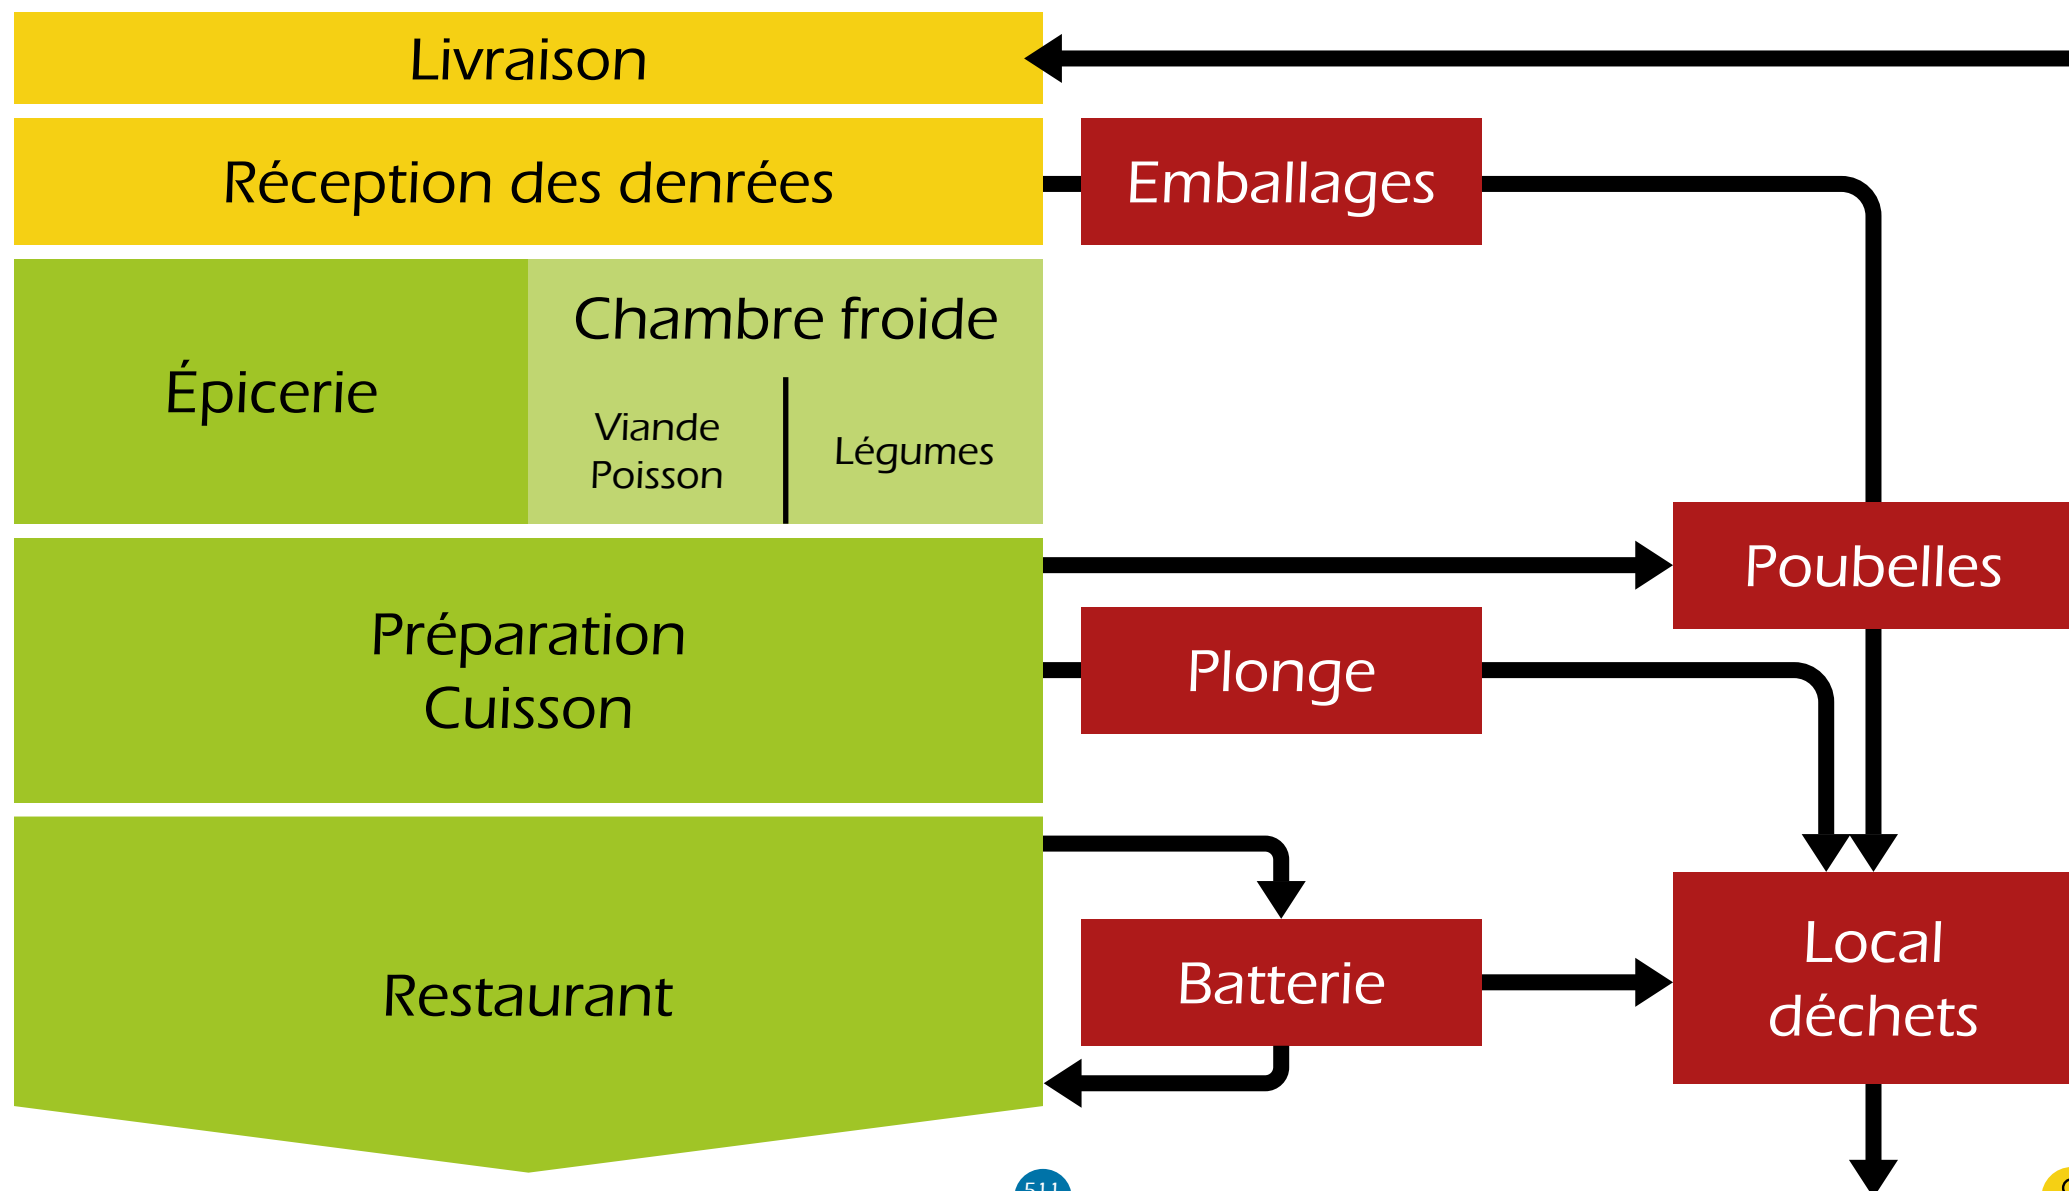 Livraison
Réception des denrées
Emballages
Épicerie
Chambre froide
Viande
Poisson
Légumes
Poubelles
Préparation
Cuisson
Plonge
Restaurant
Batterie
Local
déchets
511